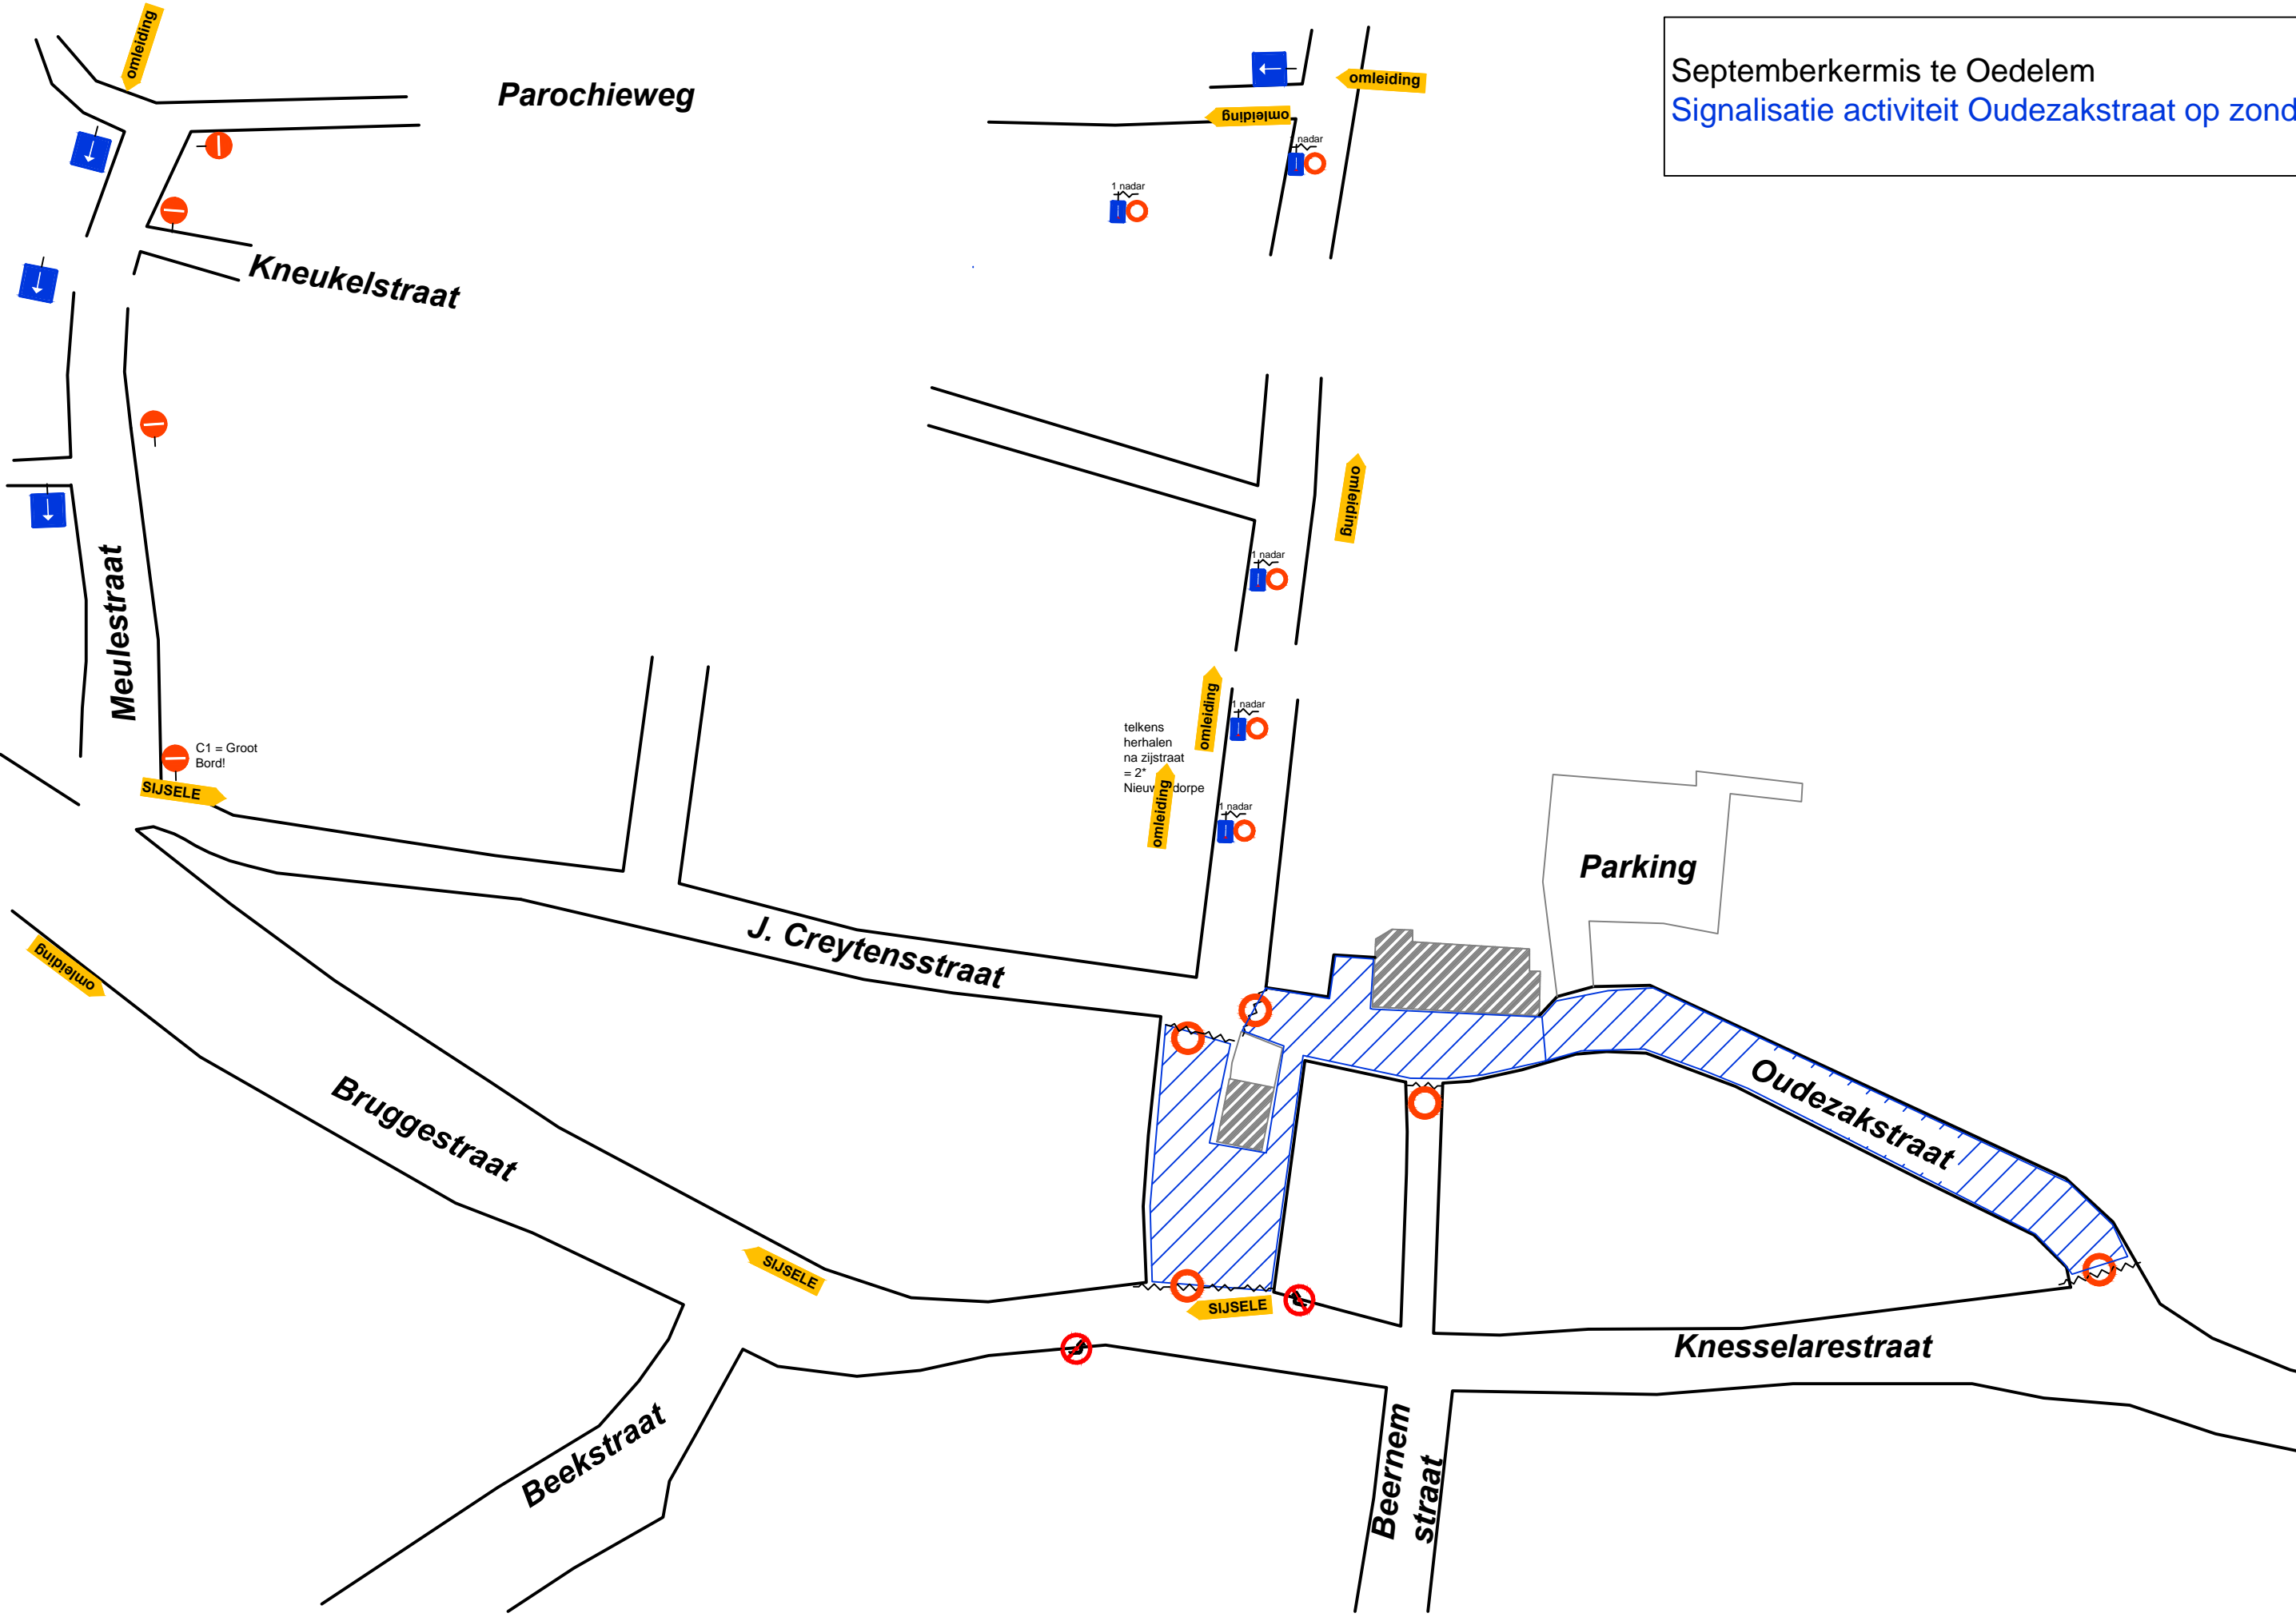 omleiding
Parochieweg
omleiding
omleiding
Septemberkermis te Oedelem
Signalisatie activiteit Oudezakstraat op zond
nadar
1 nadar
Kneukelstraat
omleiding
1 nadar
Meulestraat
omleiding
1 nadar
telkens
herhalen
na zijstraat
= 2*
dorpe
omleiding
1 nadar
C1 = Groot
Bord!
SIJSELE
Parking
J. Creytensstraat
omleiding
Oudezakstraat
Bruggestraat
SIJSELE
SIJSELE
Knesselarestraat
Beekstraat
Beernem
straat